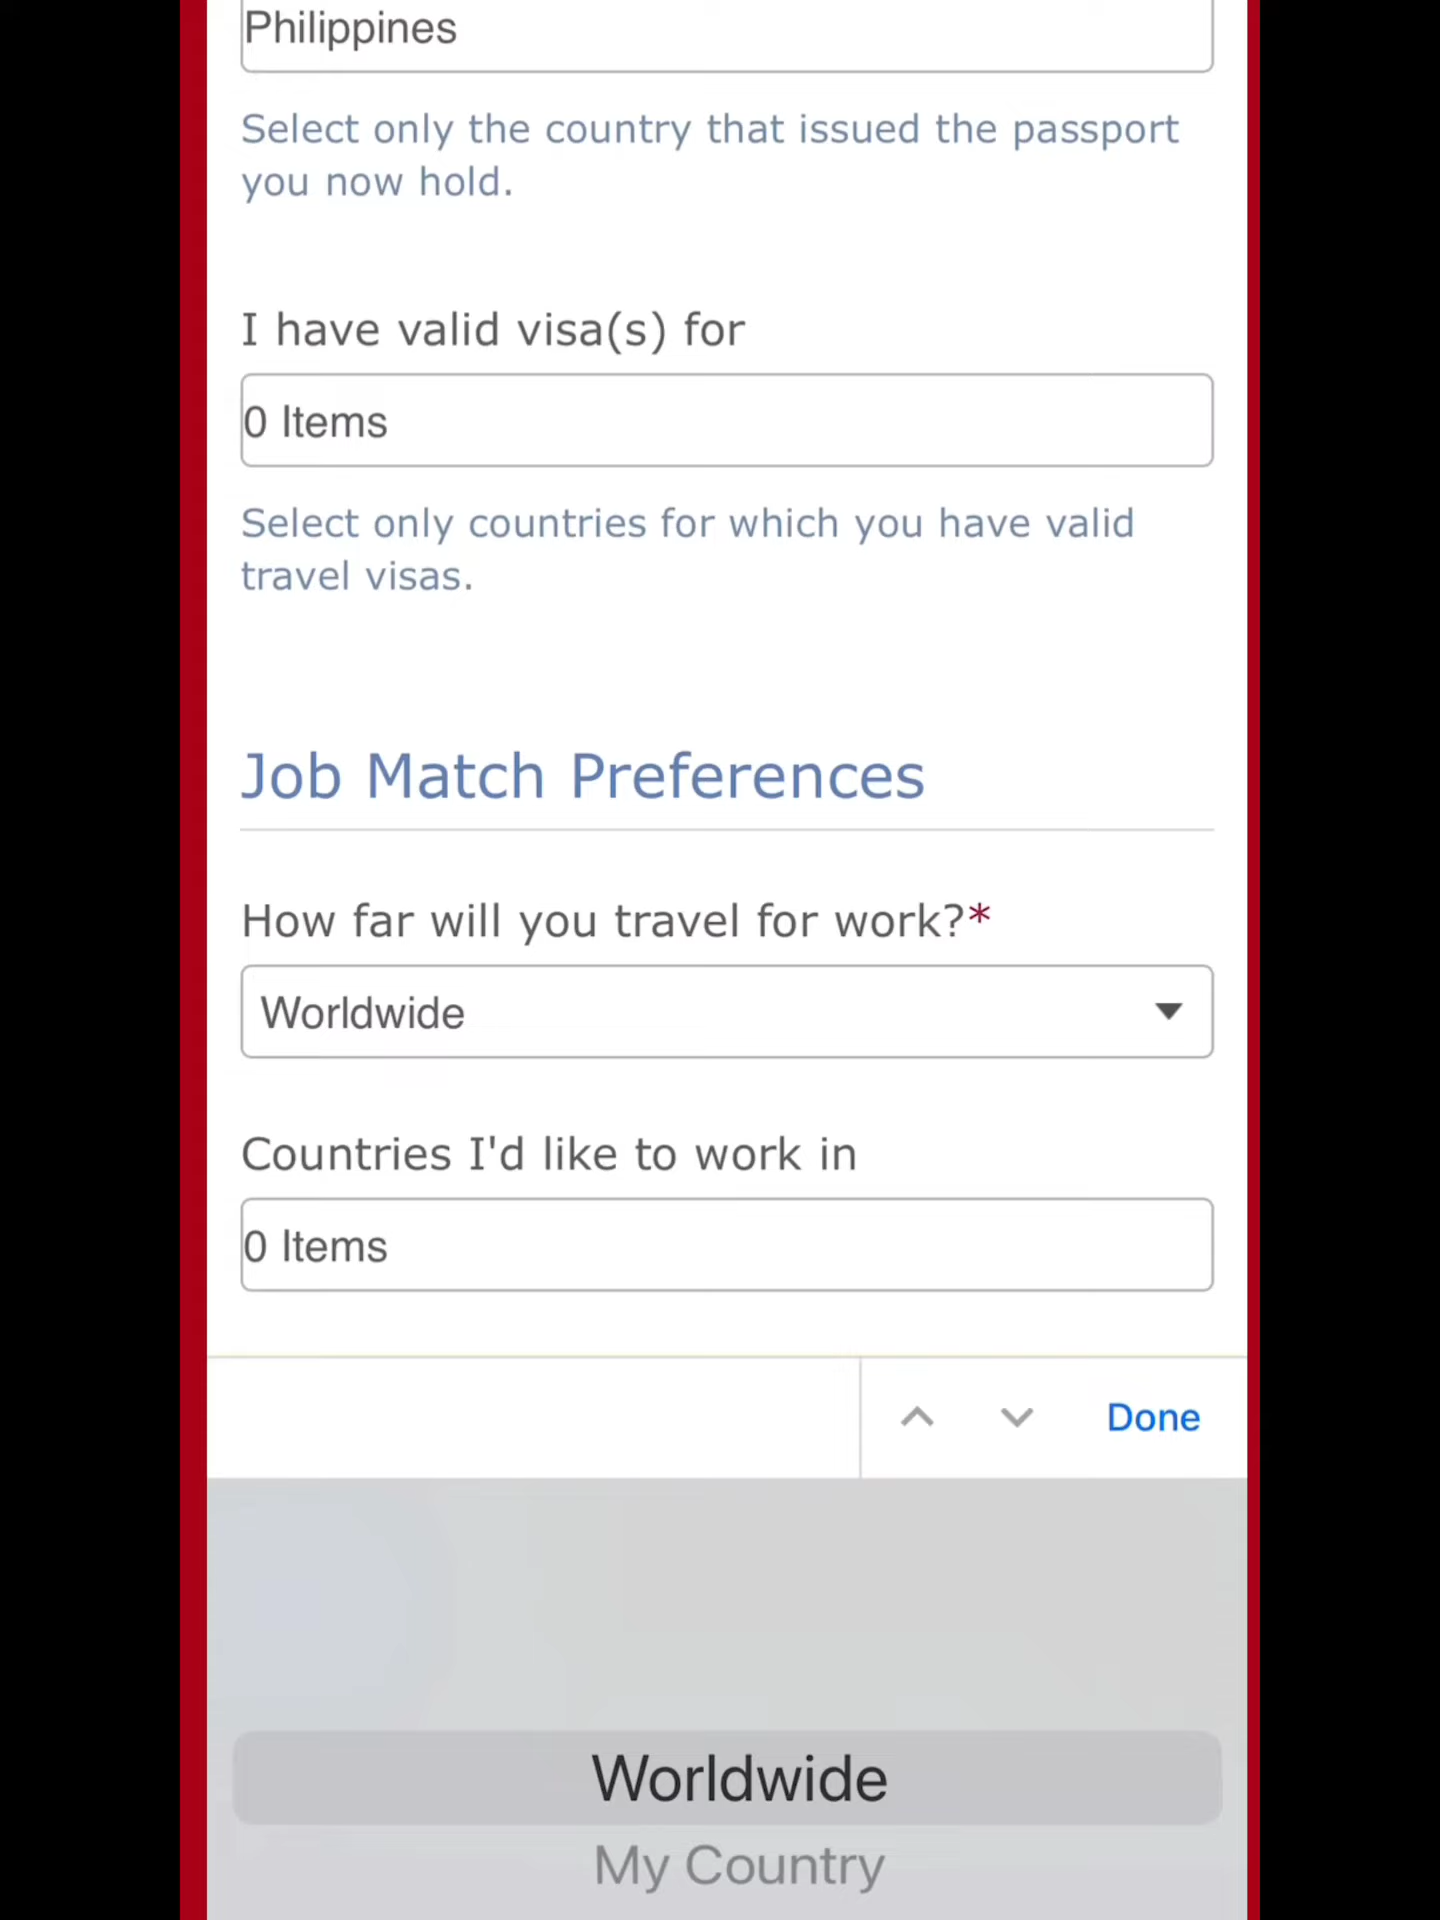 Philippines
Select only the country that issued the passport
you now hold.
I have valid visa(s) for
0 Items
Select only countries for which you have valid
travel visas.
Job Match Preferences
How far will you travel for work?*
Worldwide
Countries I'd like to work in
0 Items
Done
Worldwide
My Country